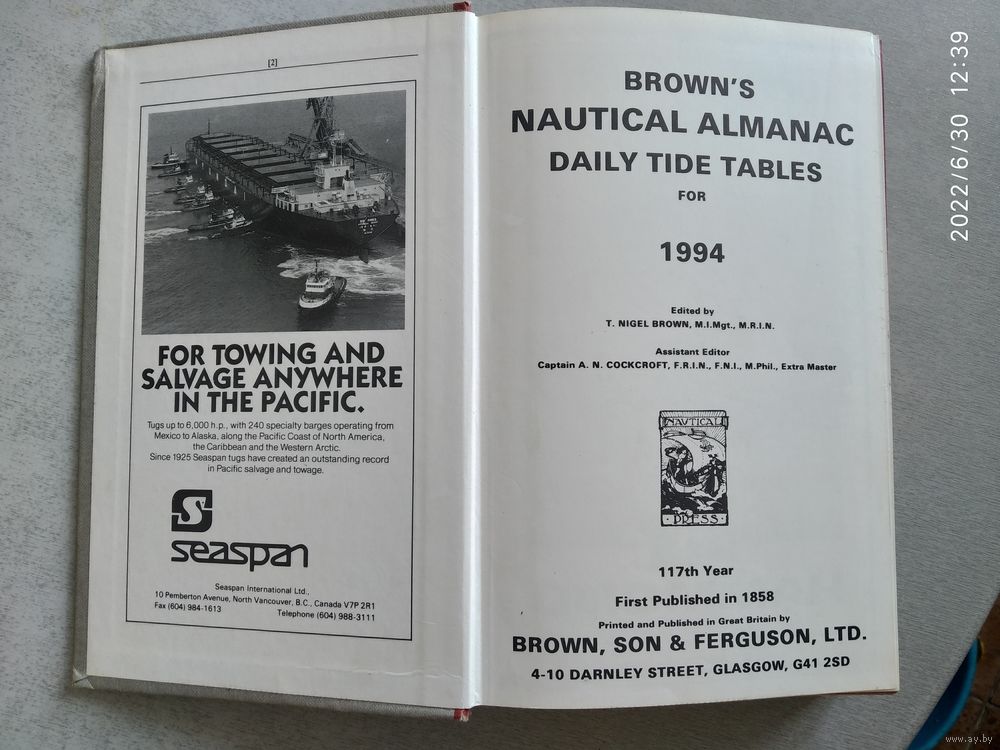 [2]
FOR TOWING AND
SALVAGE ANYWHERE
IN THE PACIFIC.
Tugs up to 6,000 h.p., with 240 specialty barges operating from
Mexico to Alaska, along the Pacific Coast of North America,
the Caribbean and the Western Arctic.
Since 1925 Seaspan tugs have created an outstanding record
in Pacific salvage and towage.
S
seaspan
Seaspan International Ltd.,
10 Pemberton Avenue, North Vancouver, B.C., Canada V7P 2R1
Fax (604) 984-1613
Telephone (604) 988-3111
BROWN'S
NAUTICAL ALMANAC
DAILY TIDE TABLES
FOR
1994
Edited by
T. NIGEL BROWN, M.I.Mgt., M.R.I.N.
Assistant Editor
Captain A. N. COCKCROFT, F.R.I.N., F.N.I., M.Phil., Extra Master
NAUTICAL
PRESS
117th Year
First Published in 1858
Printed and Published in Great Britain by
BROWN, SON & FERGUSON, LTD.
4-10 DARNLEY STREET, GLASGOW, G41 2SD
2022/6/30 12:39
www.ay.by